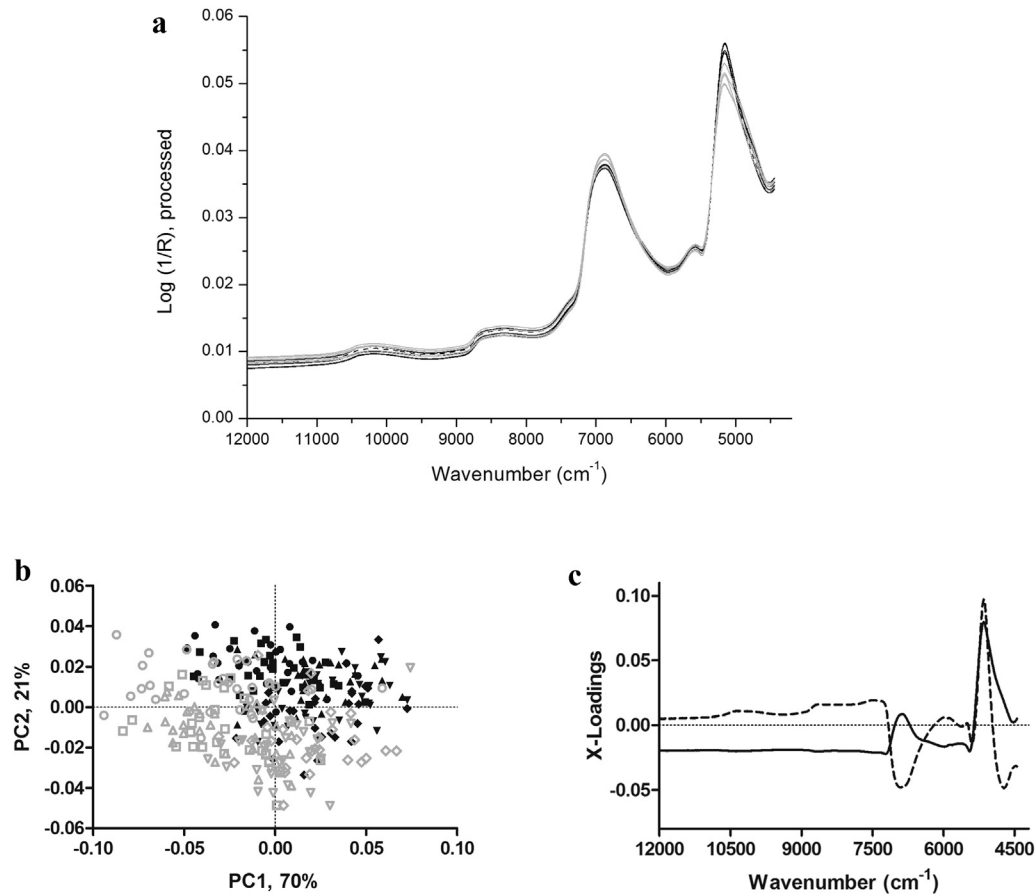 a
0.06
0.05
0.04
0.03
0.02
0.01
0.00
Log (1/R), processed
12000 11000 10000 9000 8000 7000 6000 5000
Wavenumber (cm⁻¹)
b
0.06
0.04
0.02
0.00
-0.02
-0.04
-0.06
PC2, 21%
-0.10 -0.05 0.00 0.05 0.10
PC1, 70%
c
0.10
0.05
0.00
-0.05
X-Loadings
12000 10500 9000 7500 6000 4500
Wavenumber (cm⁻¹)